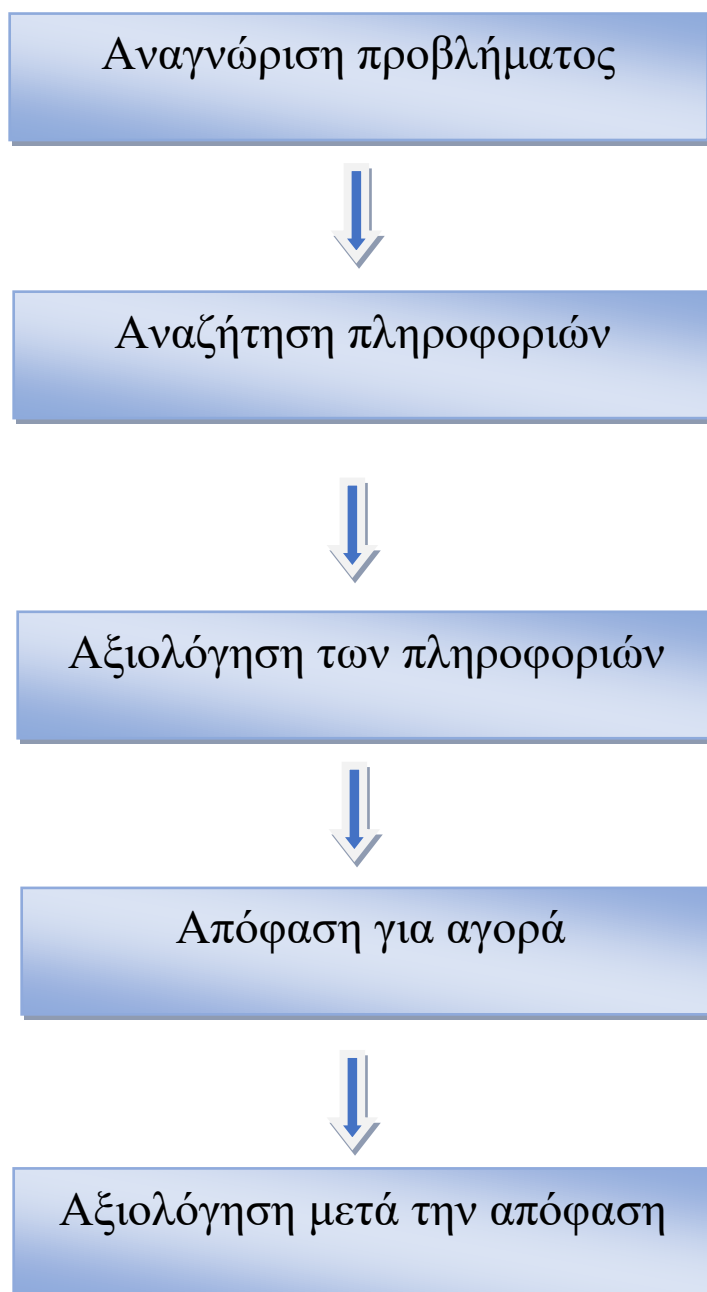 Αναγνώριση προβλήματος
Αναζήτηση πληροφοριών
Αξιολόγηση των πληροφοριών
Απόφαση για αγορά
Αξιολόγηση μετά την απόφαση